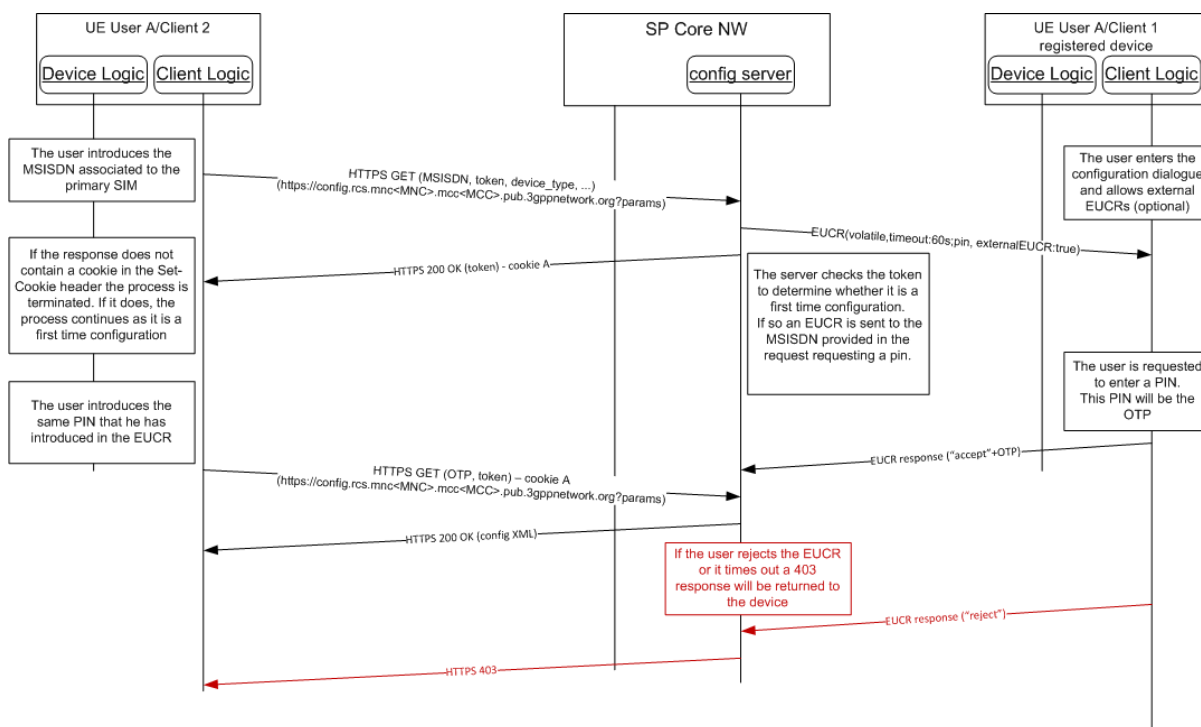 UE User A/Client 2
Device Logic
Client Logic
SP Core NW
config server
UE User A/Client 1
registered device
Device Logic
Client Logic
The user introduces the
MSISDN associated to the
primary SIM
HTTPS GET (MSISDN, token, device_type, ...)
(https://config.rcs.mnc<MNC>.mcc<MCC>.pub.3gppnetwork.org?params)
The user enters the
configuration dialogue
and allows external
EUCRs (optional)
EUCR(volatile,timeout:60s;pin, externalEUCR:true)
HTTPS 200 OK (token) - cookie A
If the response does not
contain a cookie in the Set-
Cookie header the process is
terminated. If it does, the
process continues as it is a
first time configuration
The server checks the token
to determine whether it is a
first time configuration.
If so an EUCR is sent to the
MSISDN provided in the
request requesting a pin.
The user is requested
to enter a PIN.
This PIN will be the
OTP
The user introduces the
same PIN that he has
introduced in the EUCR
EUCR response ("accept"+OTP)
HTTPS GET (OTP, token) – cookie A
(https://config.rcs.mnc<MNC>.mcc<MCC>.pub.3gppnetwork.org?params)
HTTPS 200 OK (config XML)
If the user rejects the EUCR
or it times out a 403
response will be returned to
the device
EUCR response ("reject")
HTTPS 403